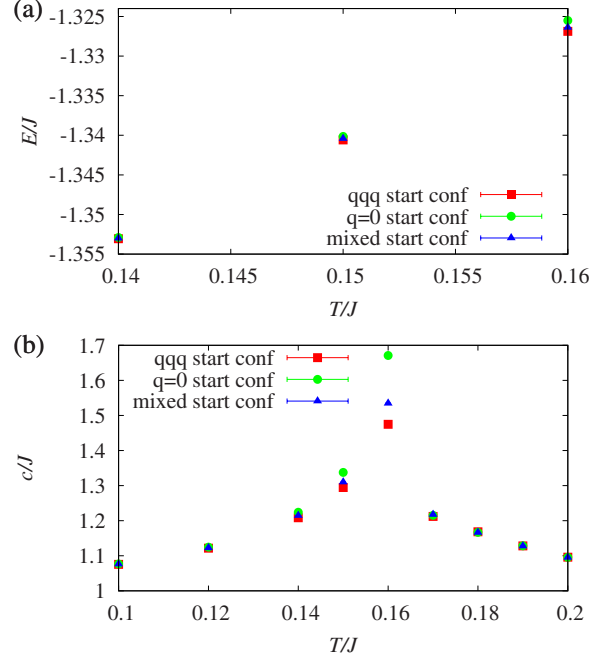 (a)
-1.325
-1.33
-1.335
-1.34
-1.345
-1.35
-1.355
E/J
qqq start conf
q=0 start conf
mixed start conf
0.14 0.145 0.15 0.155 0.16
T/J
(b)
1.7
1.6
1.5
1.4
1.3
1.2
1.1
1
c/J
qqq start conf
q=0 start conf
mixed start conf
0.1 0.12 0.14 0.16 0.18 0.2
T/J